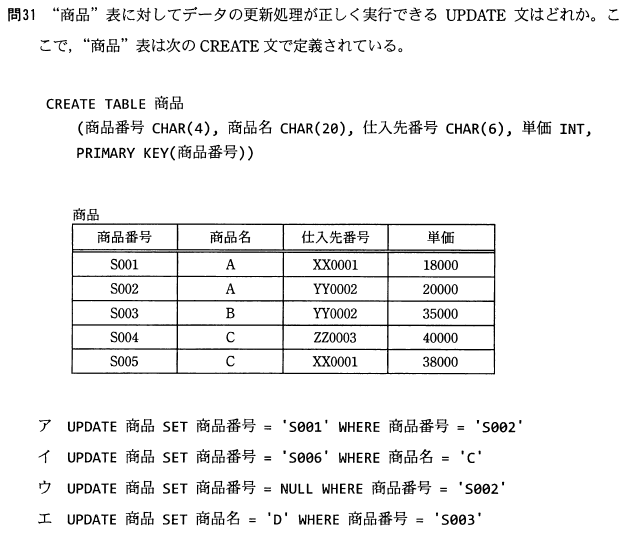 問31 “商品”表に対してデータの更新処理が正しく実行できる UPDATE 文はどれか。こ
こで，“商品”表は次の CREATE 文で定義されている。
CREATE TABLE 商品
(商品番号 CHAR(4), 商品名 CHAR(20), 仕入先番号 CHAR(6), 単価 INT,
PRIMARY KEY(商品番号))
商品
商品番号 商品名 仕入先番号 単価
S001 A XX0001 18000
S002 A YY0002 20000
S003 B YY0002 35000
S004 C ZZ0003 40000
S005 C XX0001 38000
ア UPDATE 商品 SET 商品番号 = 'S001' WHERE 商品番号 = 'S002'
イ UPDATE 商品 SET 商品番号 = 'S006' WHERE 商品名 = 'C'
ウ UPDATE 商品 SET 商品番号 = NULL WHERE 商品番号 = 'S002'
エ UPDATE 商品 SET 商品名 = 'D' WHERE 商品番号 = 'S003'